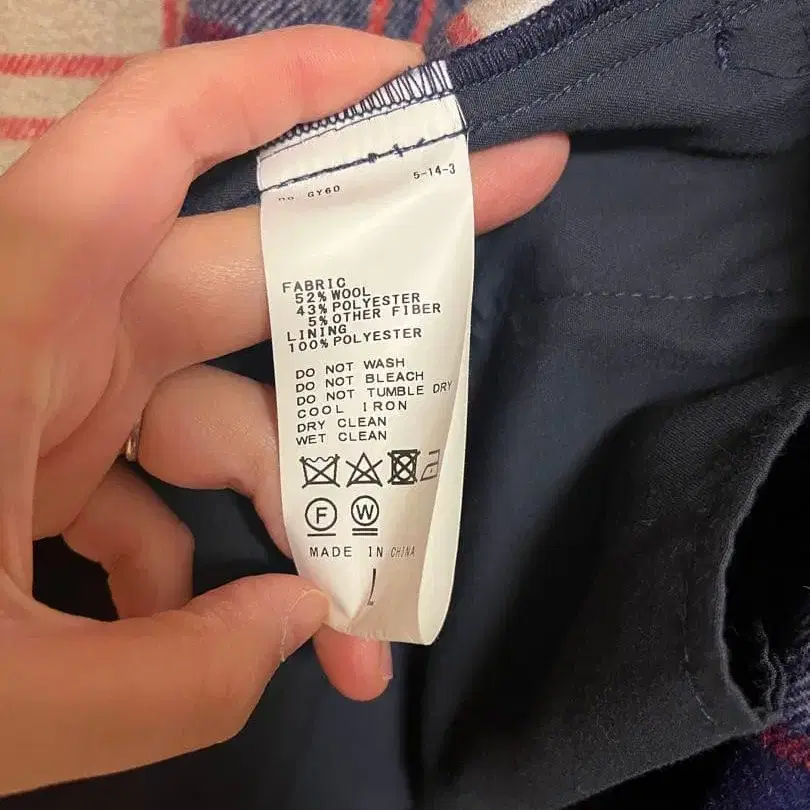 GY60 5-14-3
FABRIC
52% WOOL
43% POLYESTER
5% OTHER FIBER
LINING
100% POLYESTER
DO NOT WASH
DO NOT BLEACH
DO NOT TUMBLE DRY
COOL IRON
DRY CLEAN
WET CLEAN
F W
MADE IN CHINA
L